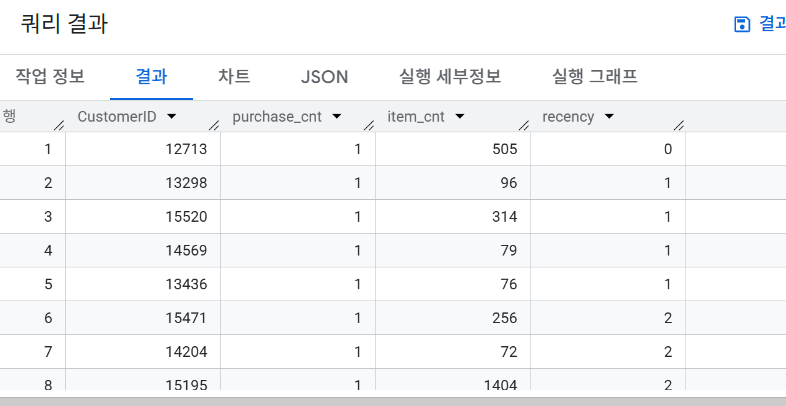 쿼리 결과
결과
작업 정보 결과 차트 JSON 실행 세부정보 실행 그래프
행 CustomerID purchase_cnt item_cnt recency
1 12713 1 505 0
2 13298 1 96 1
3 15520 1 314 1
4 14569 1 79 1
5 13436 1 76 1
6 15471 1 256 2
7 14204 1 72 2
8 15195 1 1404 2